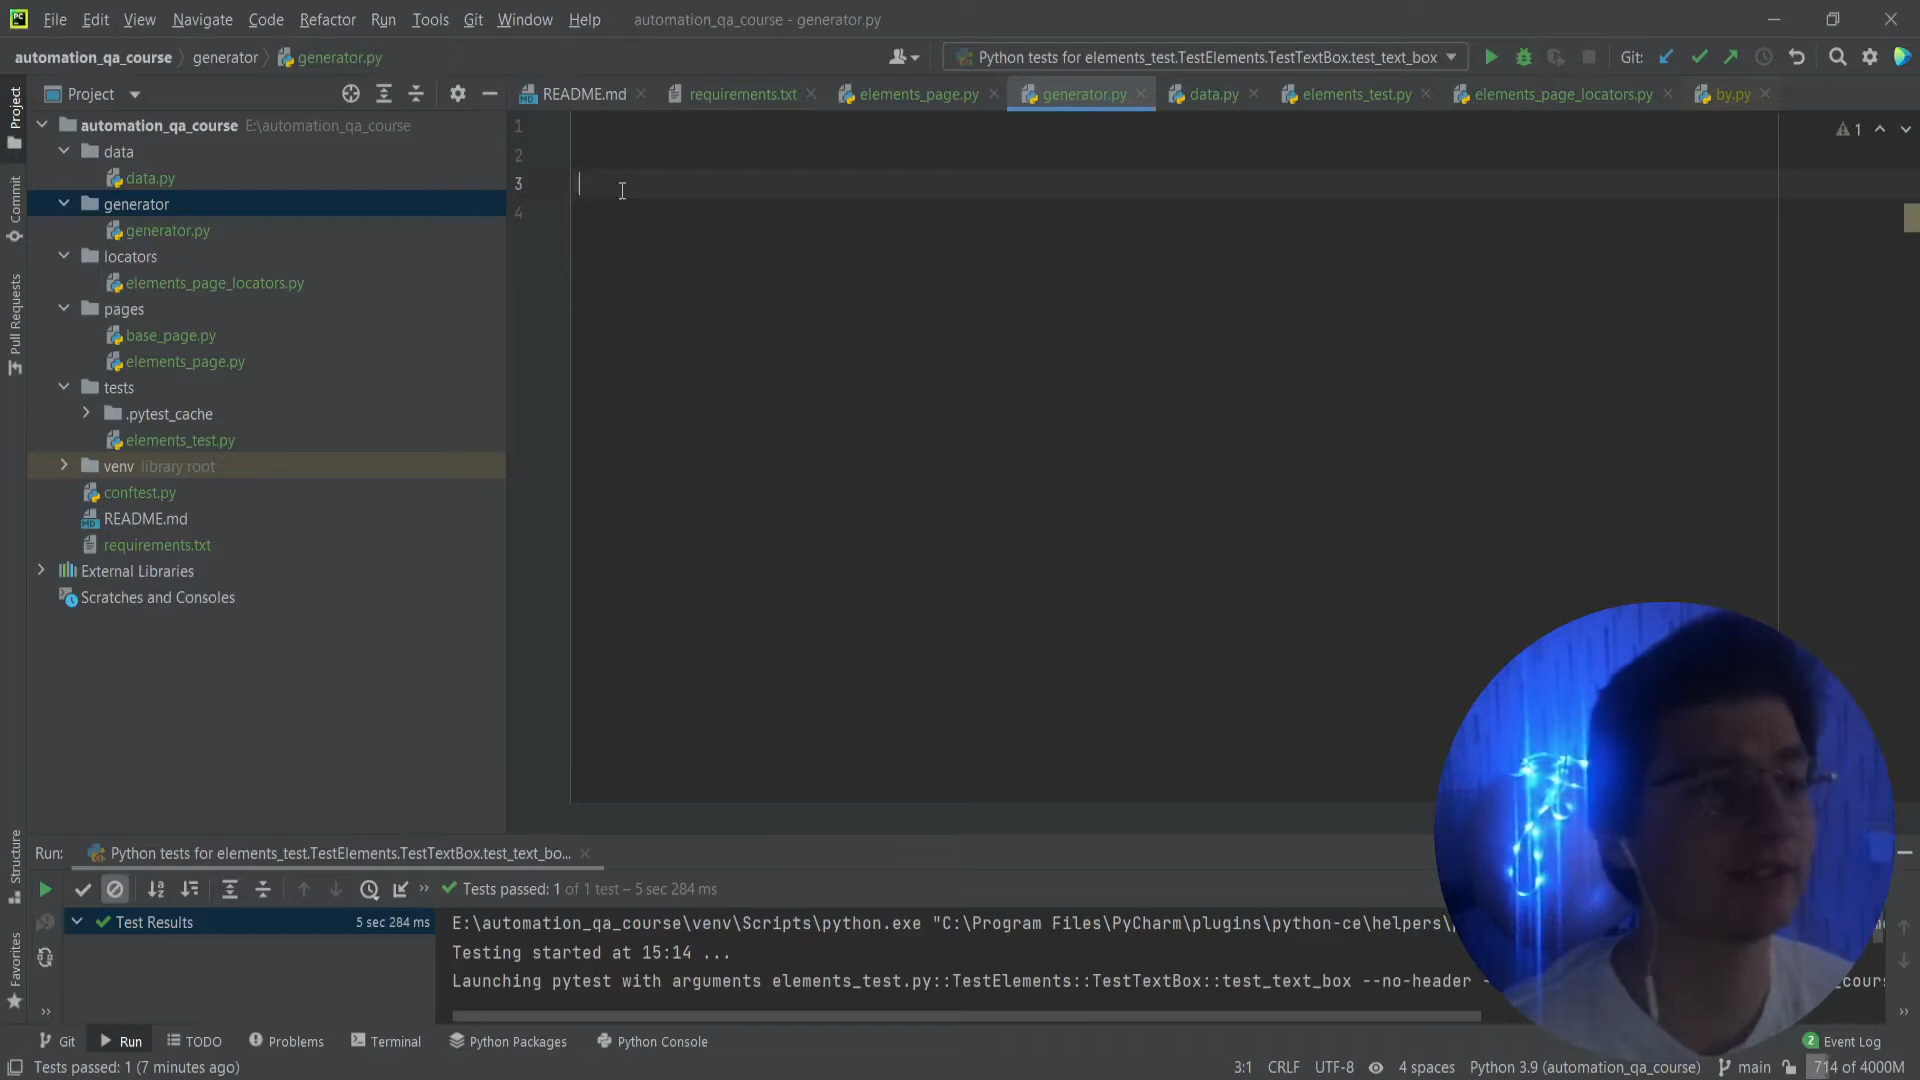 File Edit View Navigate Code Refactor Run Tools Git Window Help automation_qa_course - generator.py
automation_qa_course generator generator.py
Python tests for elements_test.TestElements.TestTextBox.test_text_box Git:
Project
README.md requirements.txt elements_page.py generator.py data.py elements_test.py elements_page_locators.py by.py
automation_qa_course E:\automation_qa_course
data
data.py
generator
generator.py
locators
elements_page_locators.py
pages
base_page.py
elements_page.py
tests
.pytest_cache
elements_test.py
venv library root
conftest.py
README.md
requirements.txt
External Libraries
Scratches and Consoles
1
2
3
4
1
Project
Commit
Pull Requests
Structure
Favorites
Run: Python tests for elements_test.TestElements.TestTextBox.test_text_bo...
Tests passed: 1 of 1 test – 5 sec 284 ms
Test Results 5 sec 284 ms
E:\automation_qa_course\venv\Scripts\python.exe "C:\Program Files\PyCharm\plugins\python-ce\helpers\
Testing started at 15:14 ...
Launching pytest with arguments elements_test.py::TestElements::TestTextBox::test_text_box --no-header
Git Run TODO Problems Terminal Python Packages Python Console 2 Event Log
Tests passed: 1 (7 minutes ago) 3:1 CRLF UTF-8 4 spaces Python 3.9 (automation_qa_course) main 714 of 4000M